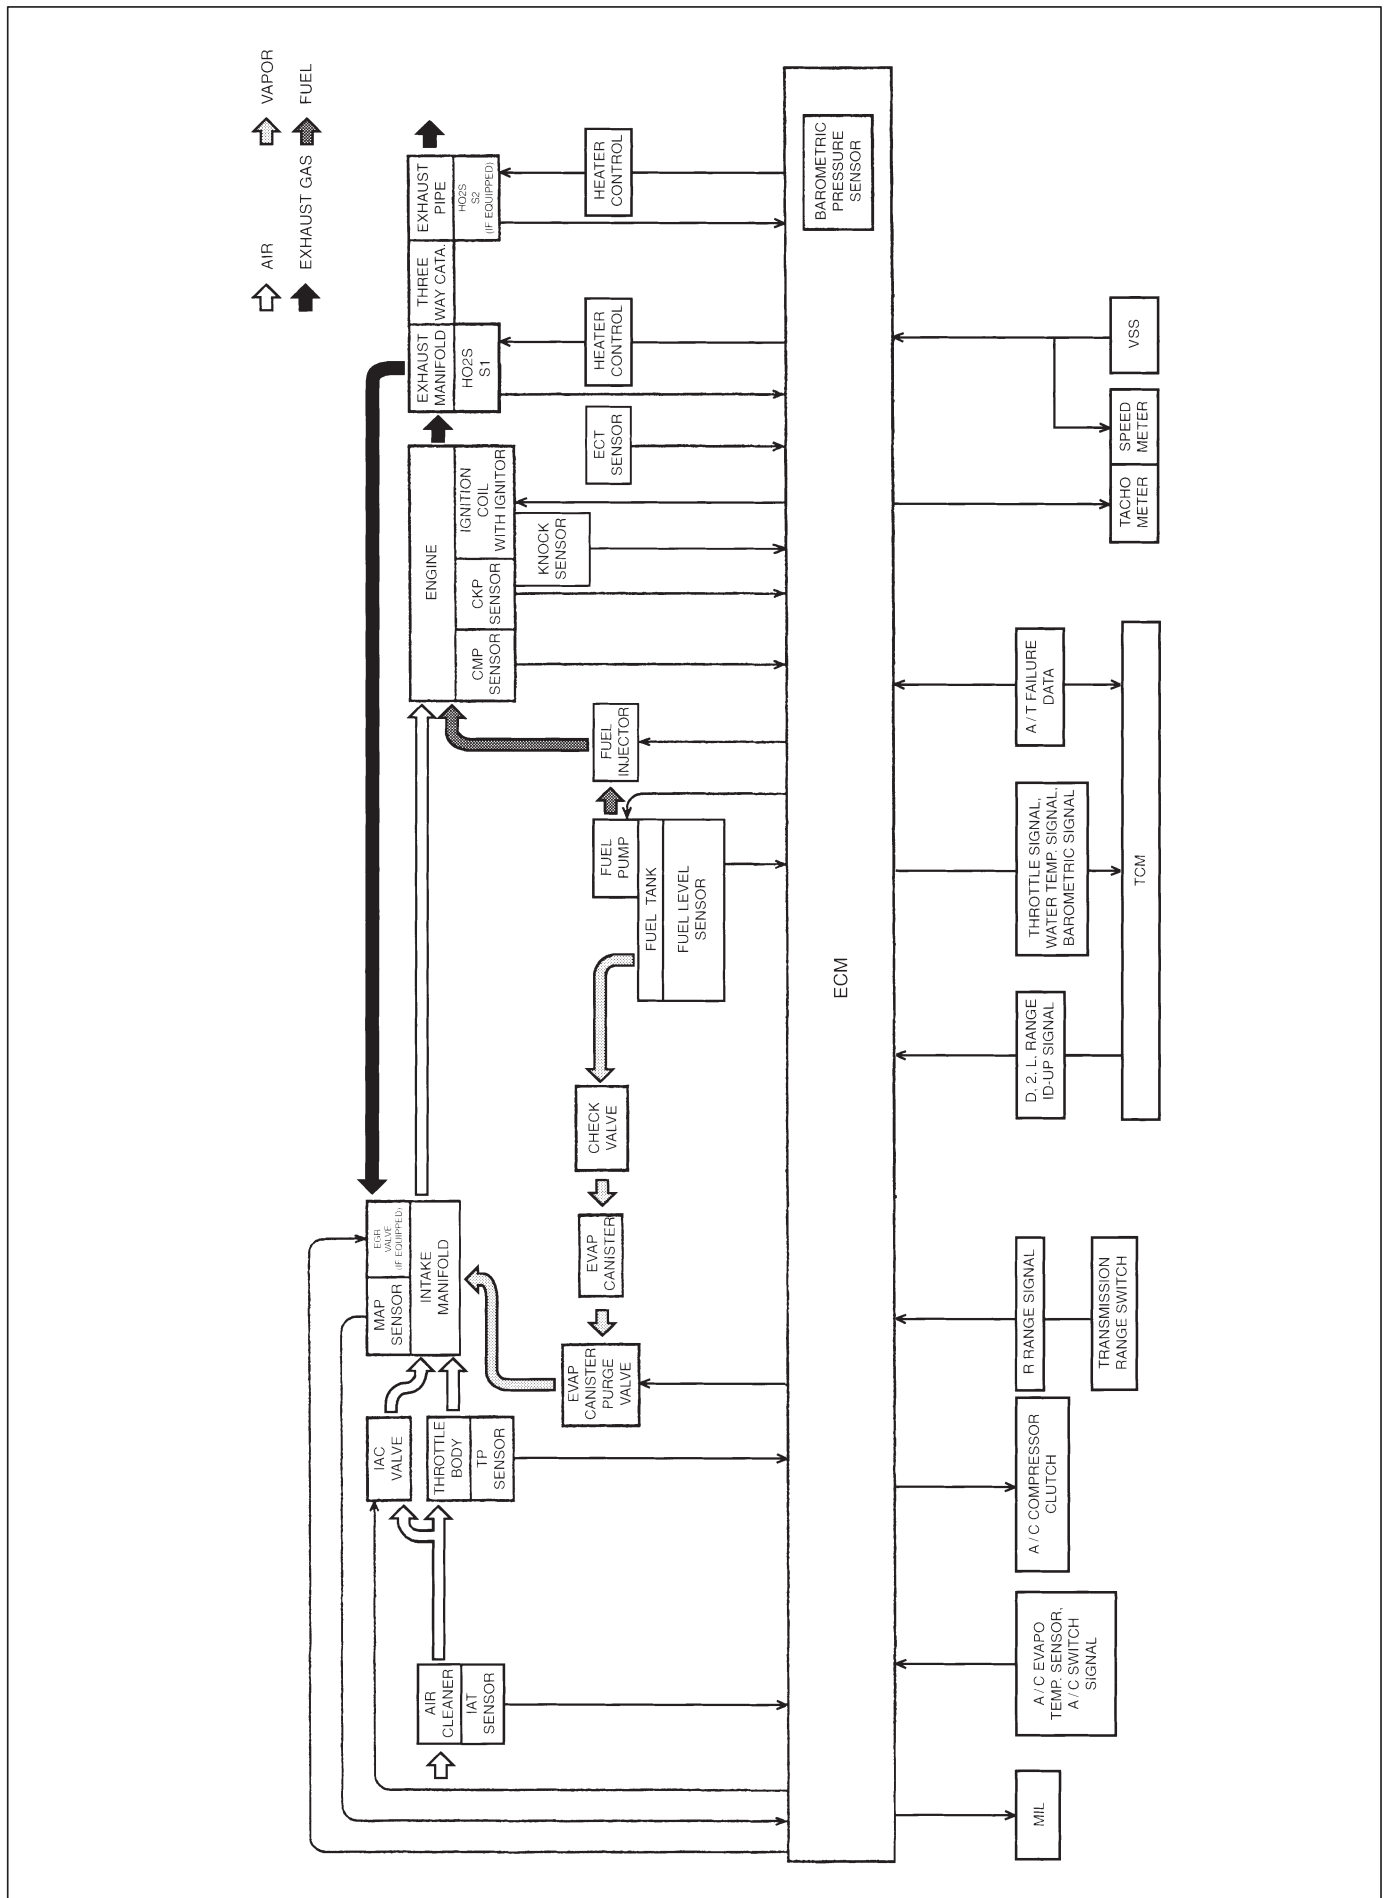 AIR
VAPOR
EXHAUST GAS
FUEL
EGR
VALVE
(IF EQUIPPED)
MAP
SENSOR
INTAKE
MANIFOLD
IAC
VALVE
THROTTLE
BODY
TP
SENSOR
AIR
CLEANER
IAT
SENSOR
ENGINE
CMP
SENSOR
CKP
SENSOR
IGNITION
COIL
WITH IGNITOR
KNOCK
SENSOR
EXHAUST
MANIFOLD
HO2S
S1
THREE
WAY CATA.
EXHAUST
PIPE
HO2S
S2
(IF EQUIPPED)
EVAP
CANISTER
PURGE
VALVE
EVAP
CANISTER
CHECK
VALVE
FUEL
PUMP
FUEL TANK
FUEL LEVEL
SENSOR
FUEL
INJECTOR
ECT
SENSOR
HEATER
CONTROL
HEATER
CONTROL
ECM
BAROMETRIC
PRESSURE
SENSOR
MIL
A/C EVAPO
TEMP. SENSOR,
A/C SWITCH
SIGNAL
A/C COMPRESSOR
CLUTCH
R RANGE SIGNAL
TRANSMISSION
RANGE SWITCH
D, 2, L, RANGE
ID-UP SIGNAL
THROTTLE SIGNAL,
WATER TEMP. SIGNAL,
BAROMETRIC SIGNAL
A/T FAILURE
DATA
TCM
TACHO
METER
SPEED
METER
VSS